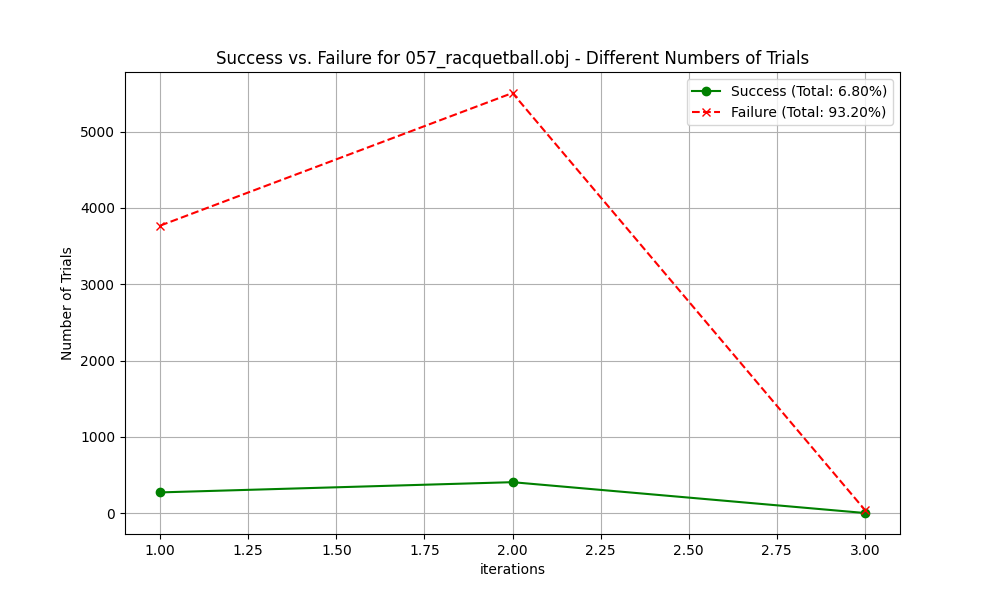 Success vs. Failure for 057_racquetball.obj - Different Numbers of Trials
Success (Total: 6.80%)
Failure (Total: 93.20%)
Number of Trials
5000
4000
3000
2000
1000
0
1.00 1.25 1.50 1.75 2.00 2.25 2.50 2.75 3.00
iterations